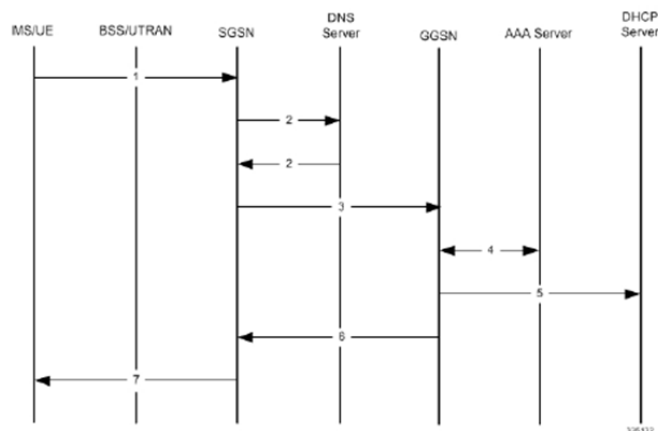 MS/UE
BSS/UTRAN
SGSN
DNS
Server
GGSN
AAA Server
DHCP
Server
1
2
2
3
4
5
6
7